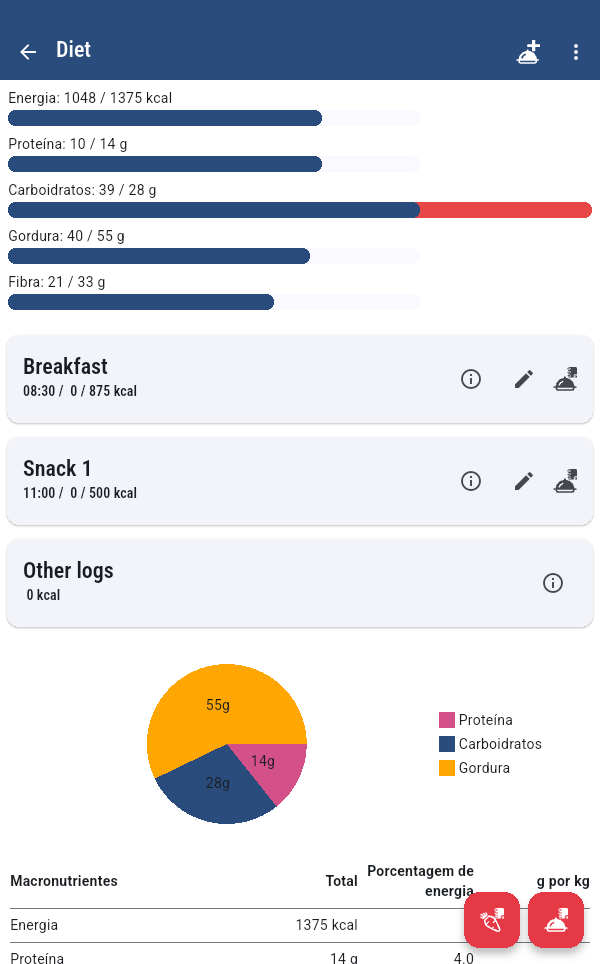 Diet
Energia: 1048 / 1375 kcal
Proteína: 10 / 14 g
Carboidratos: 39 / 28 g
Gordura: 40 / 55 g
Fibra: 21 / 33 g
Breakfast
08:30 / 0 / 875 kcal
Snack 1
11:00 / 0 / 500 kcal
Other logs
0 kcal
55g
14g
28g
Proteína
Carboidratos
Gordura
Macronutrientes Total Porcentagem de energia g por kg
Energia 1375 kcal
Proteína 14 g 4.0